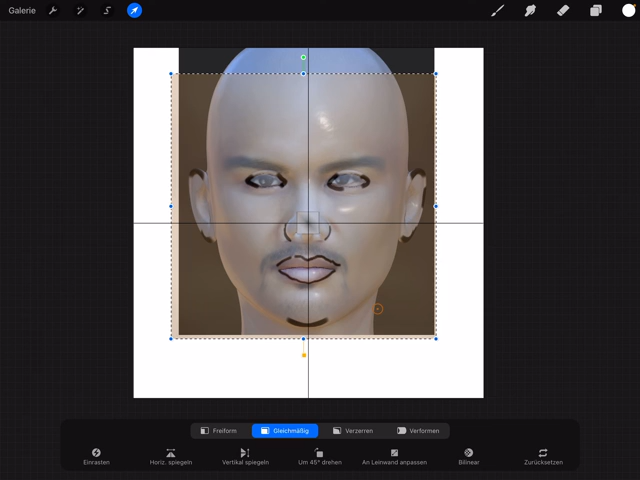 Galerie
Freiform Gleichmäßig Verzerren Verformen
Einrasten Horiz. spiegeln Vertikal spiegeln Um 45° drehen An Leinwand anpassen Bilinear Zurücksetzen